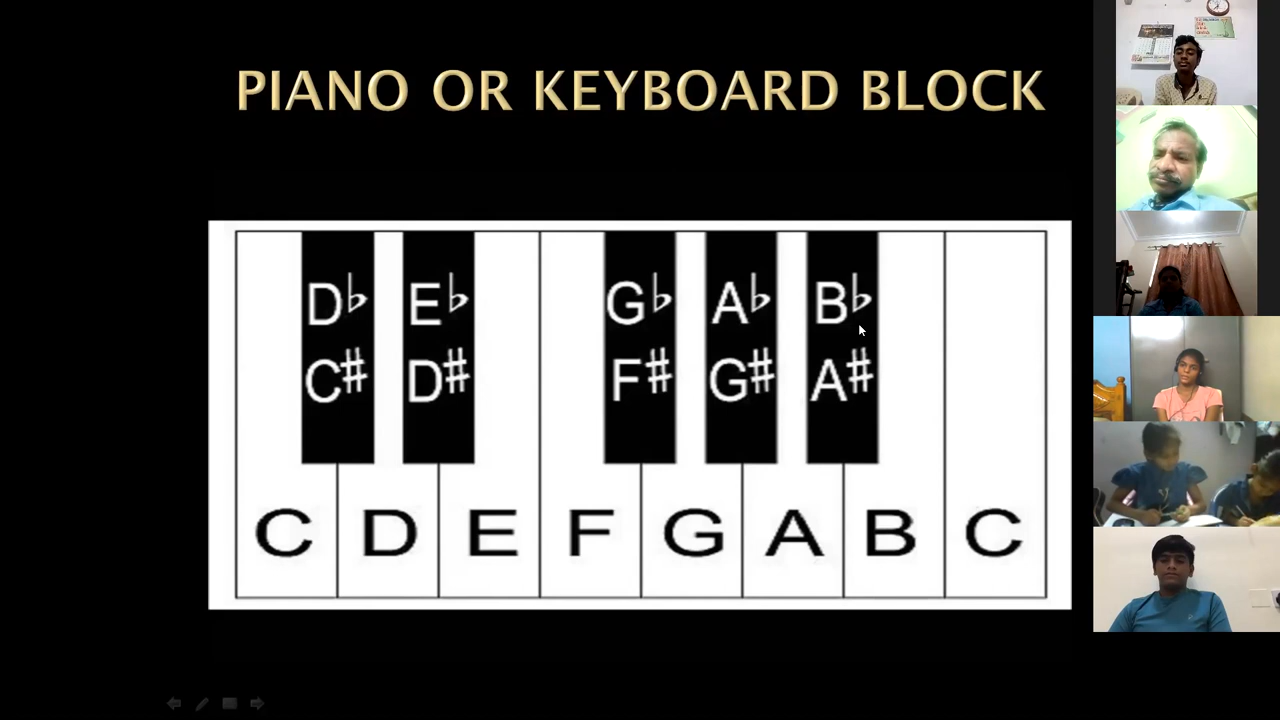 PIANO OR KEYBOARD BLOCK
D♭ E♭ G♭ A♭ B♭
C# D# F# G# A#
C D E F G A B C